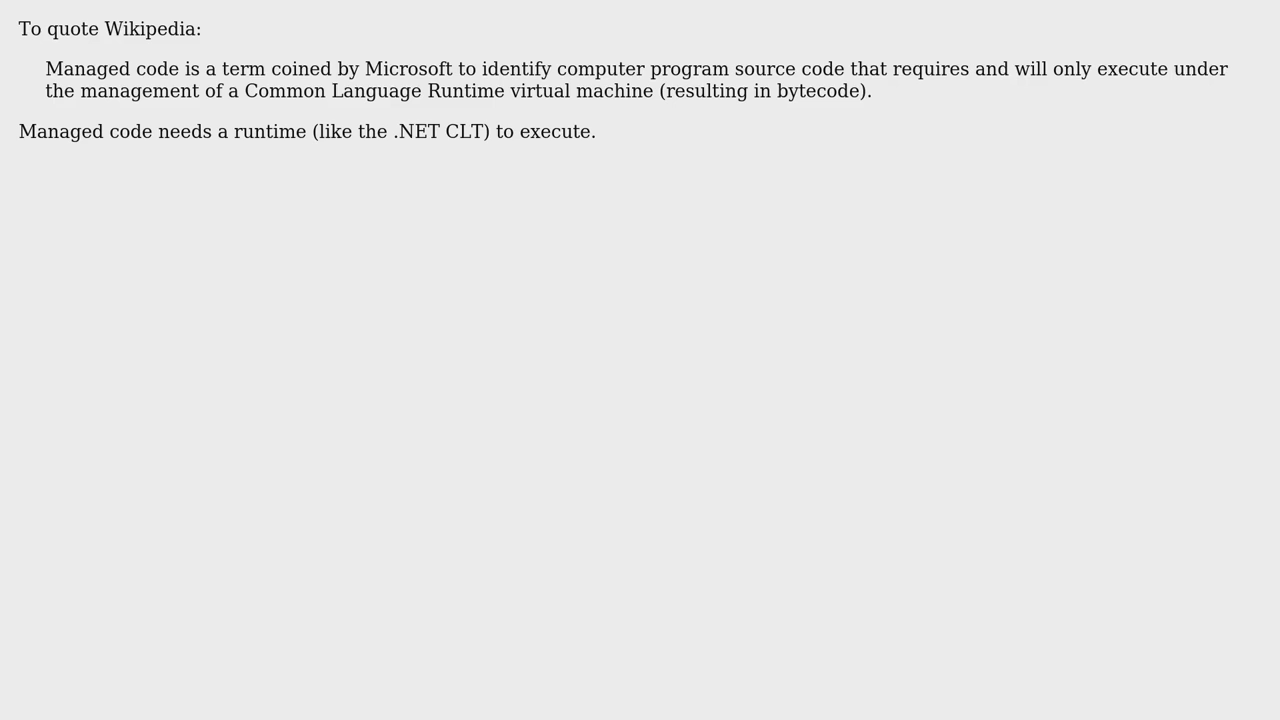 To quote Wikipedia:
Managed code is a term coined by Microsoft to identify computer program source code that requires and will only execute under
the management of a Common Language Runtime virtual machine (resulting in bytecode).
Managed code needs a runtime (like the .NET CLT) to execute.